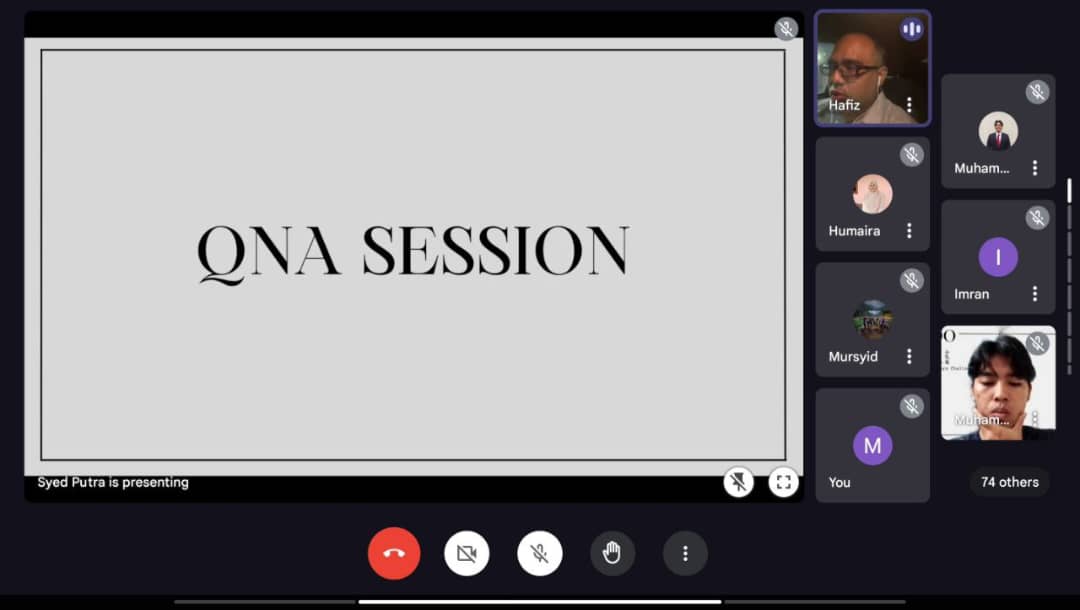 QNA SESSION
Syed Putra is presenting
Hafiz
Humaira
Mursyid
M
You
Muham...
I
Imran
Muham...
74 others